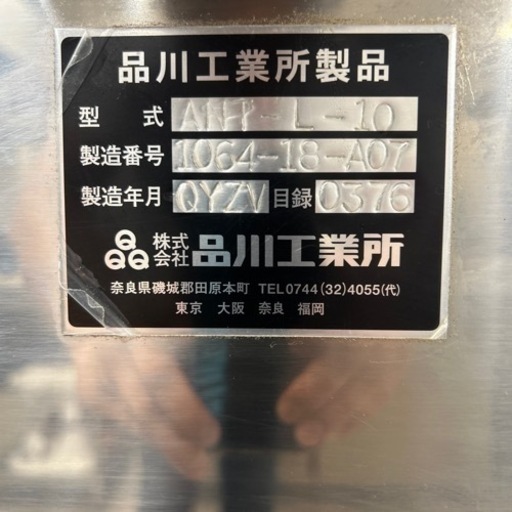 品川工業所製品
型 式 ANP-L-10
製造番号 1064-18-A07
製造年月 QYZV 目録 0376
株式会社 品川工業所
奈良県磯城郡田原本町 TEL0744(32)4055(代)
東京 大阪 奈良 福岡